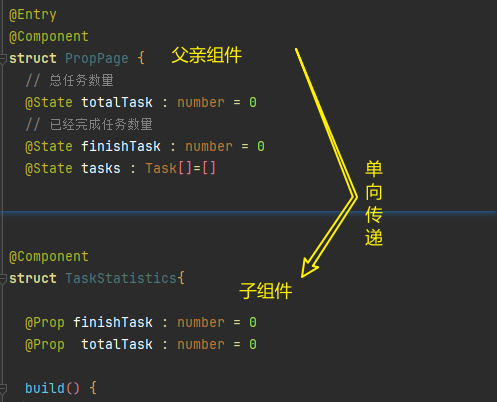 @Entry
@Component
struct PropPage {
父亲组件
// 总任务数量
@State totalTask : number = 0
// 已经完成任务数量
@State finishTask : number = 0
@State tasks : Task[]=[]
单
向
传
递
@Component
struct TaskStatistics{
子组件
@Prop finishTask : number = 0
@Prop  totalTask : number = 0
build() {